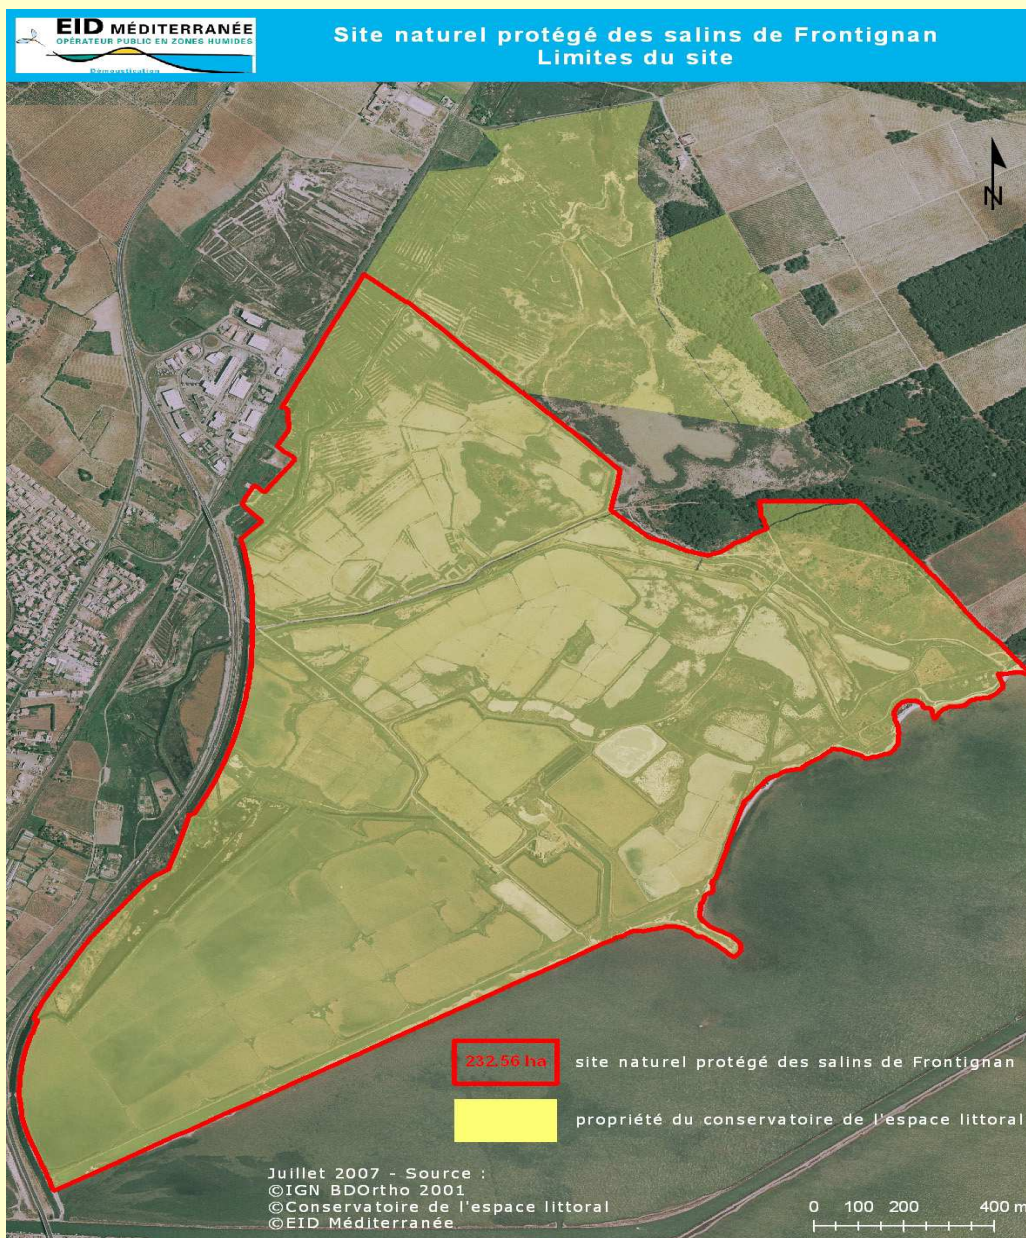 EID MÉDITERRANÉE
OPÉRATEUR PUBLIC EN ZONES HUMIDES
Démoustication
Site naturel protégé des salins de Frontignan
Limites du site
N
232.56 ha
site naturel protégé des salins de Frontignan
propriété du conservatoire de l'espace littoral
Juillet 2007 - Source :
©IGN BDOrtho 2001
©Conservatoire de l'espace littoral
©EID Méditerranée
0 100 200 400 m